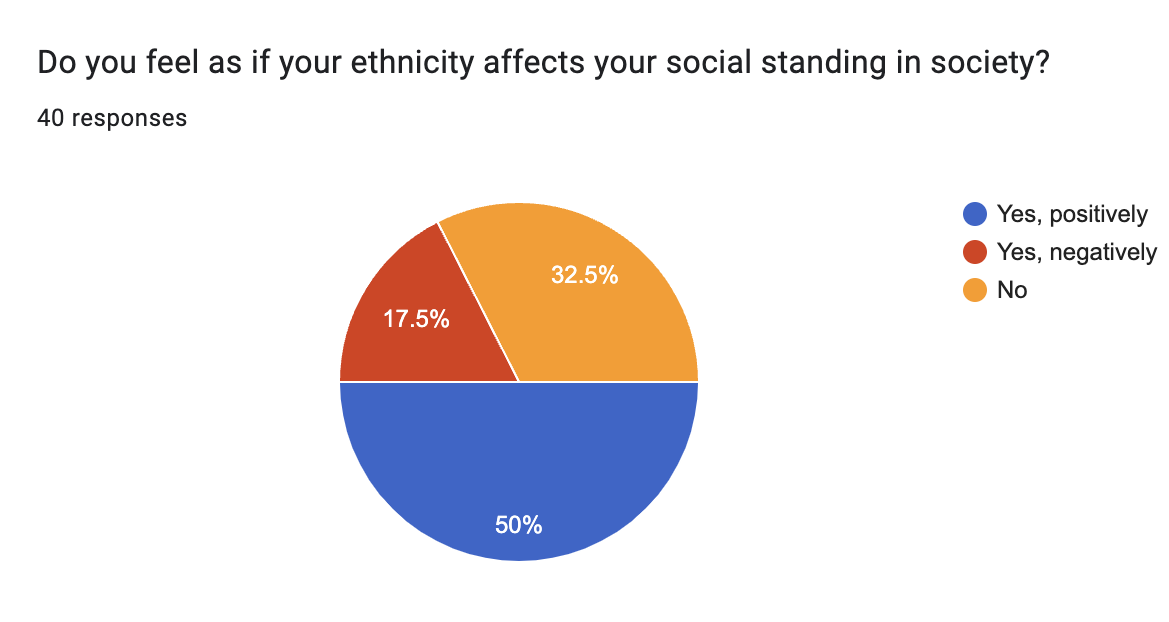 Do you feel as if your ethnicity affects your social standing in society?
40 responses
Yes, positively
Yes, negatively
No
32.5%
17.5%
50%